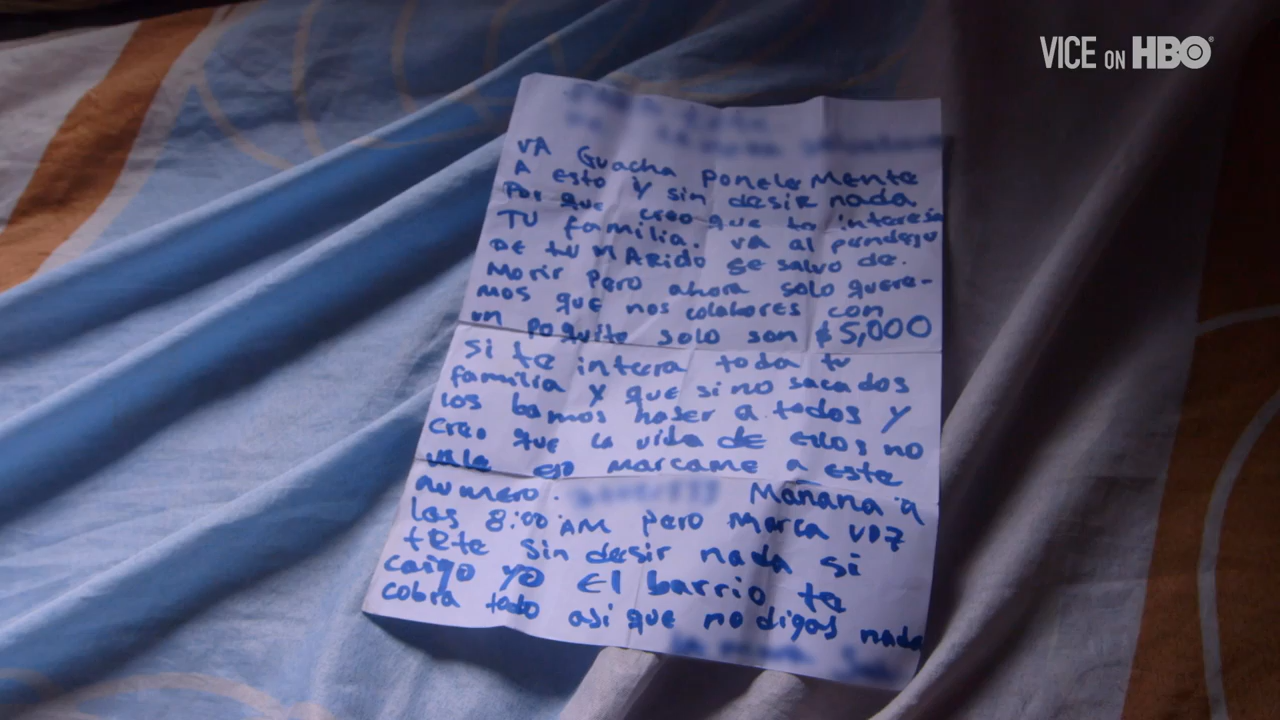 VICE ON HBO
VA Guacha Ponele Mente
A esto Y sin desir nada
Por que creo que te interesa
TU familia. va al pendejo
DE tU MARIDO se salvo de.
Morir pero ahora solo quere-
mos que nos colabores con
un poquito solo son $5,000
Si te intera toda tu
familia Y que si no sacados
los bamos haser a todos y
creo que la vida de ellos no
vale eso marcame a este
numero. Mañana a
las 8:00 AM pero marca voz
tete sin desir nada si
caigo yo El barrio te
cobra todo asi que no digas nada